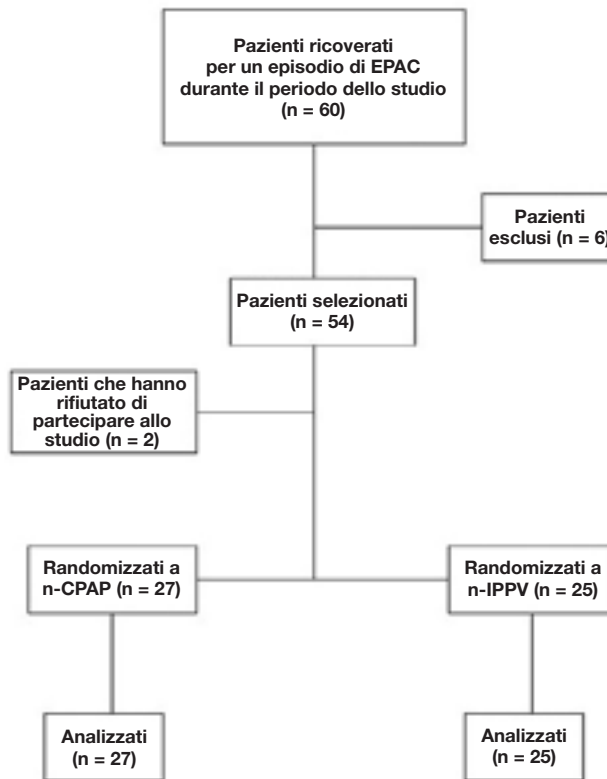 Pazienti ricoverati
per un episodio di EPAC
durante il periodo dello studio
(n = 60)
Pazienti
esclusi (n = 6)
Pazienti selezionati
(n = 54)
Pazienti che hanno
rifiutato di
partecipare allo
studio (n = 2)
Randomizzati a
n-CPAP (n = 27)
Randomizzati a
n-IPPV (n = 25)
Analizzati
(n = 27)
Analizzati
(n = 25)